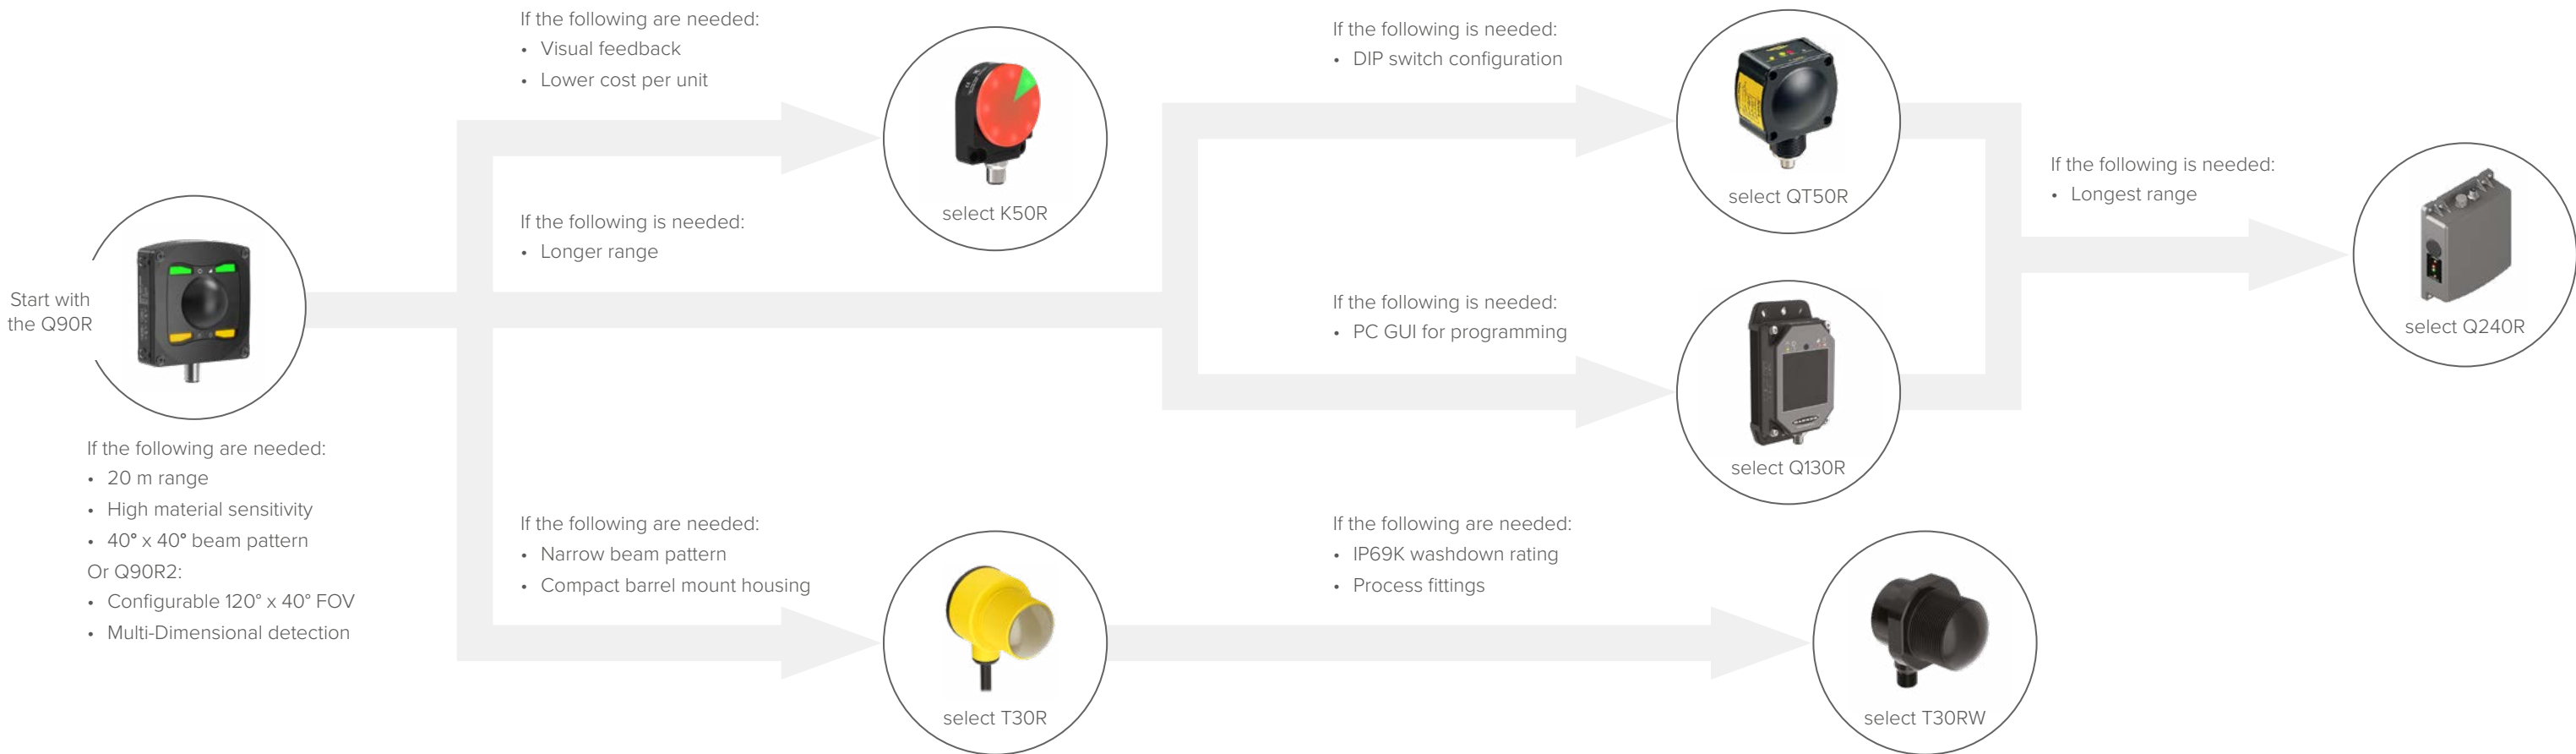 Start with
the Q90R
If the following are needed:
• 20 m range
• High material sensitivity
• 40° x 40° beam pattern
Or Q90R2:
• Configurable 120° x 40° FOV
• Multi-Dimensional detection
If the following are needed:
• Visual feedback
• Lower cost per unit
select K50R
If the following is needed:
• Longer range
If the following is needed:
• DIP switch configuration
select QT50R
If the following is needed:
• PC GUI for programming
select Q130R
If the following is needed:
• Longest range
select Q240R
If the following are needed:
• Narrow beam pattern
• Compact barrel mount housing
select T30R
If the following are needed:
• IP69K washdown rating
• Process fittings
select T30RW